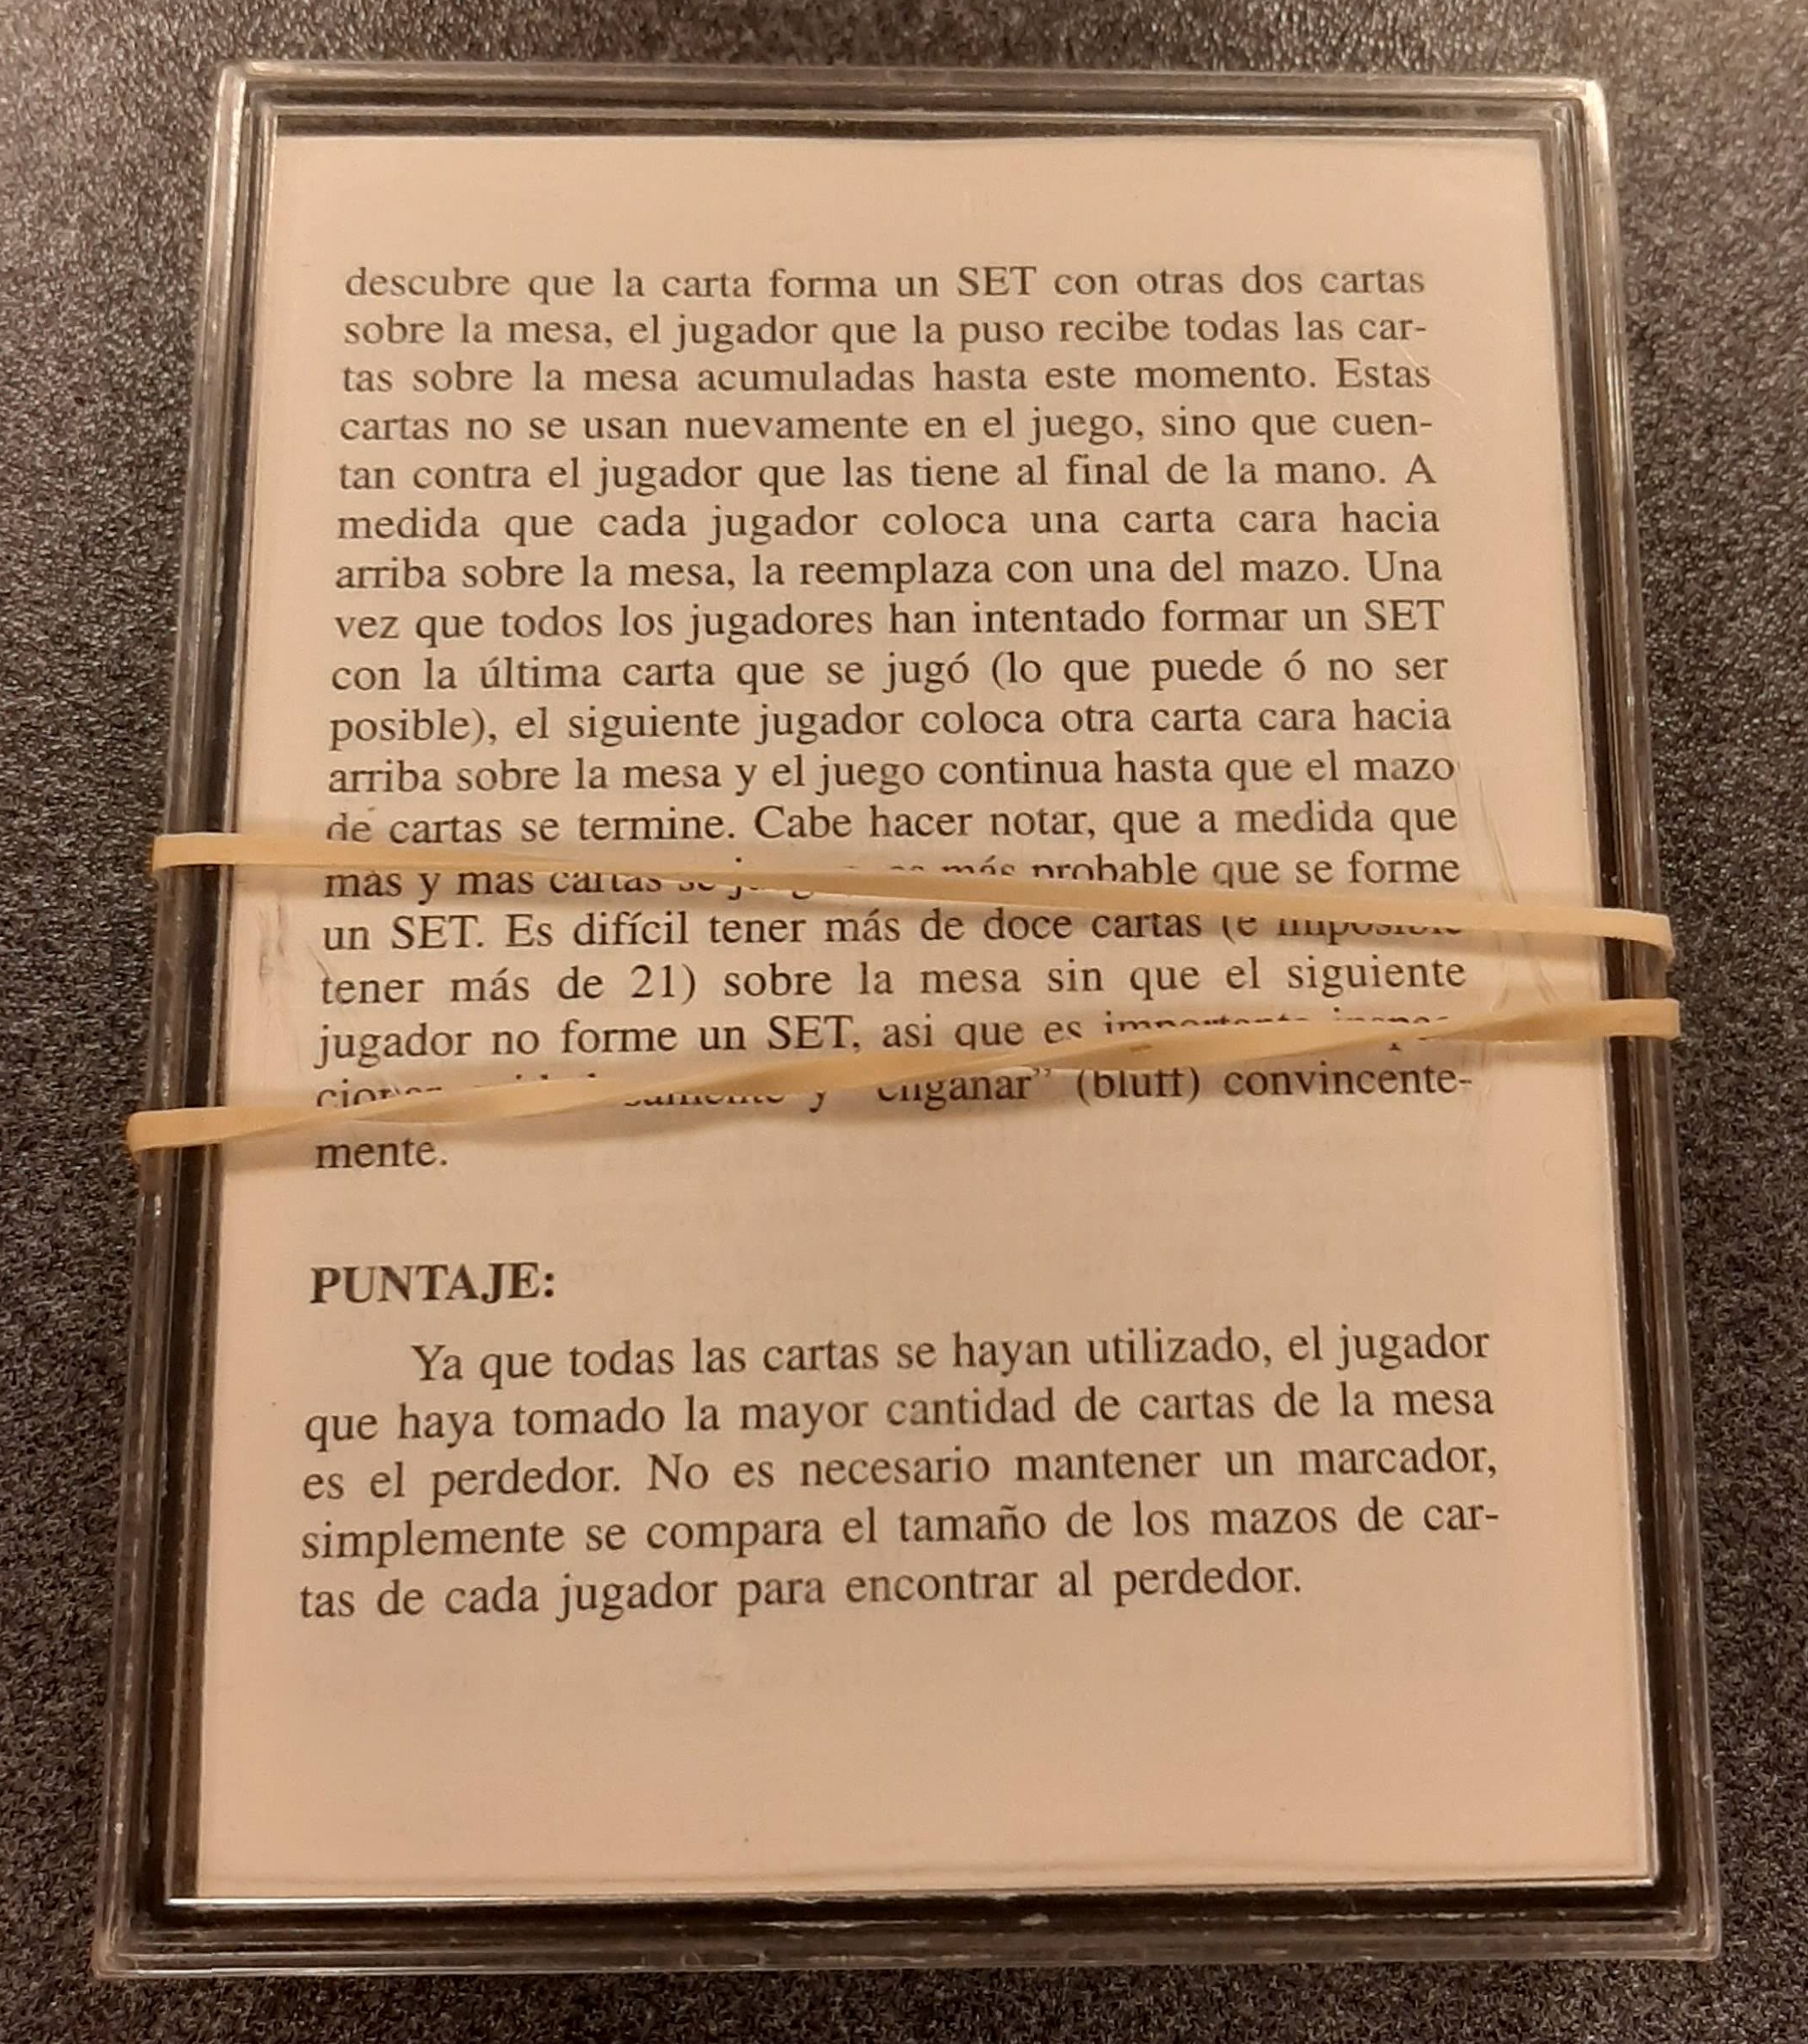 descubre que la carta forma un SET con otras dos cartas
sobre la mesa, el jugador que la puso recibe todas las car-
tas sobre la mesa acumuladas hasta este momento. Estas
cartas no se usan nuevamente en el juego, sino que cuen-
tan contra el jugador que las tiene al final de la mano. A
medida que cada jugador coloca una carta cara hacia
arriba sobre la mesa, la reemplaza con una del mazo. Una
vez que todos los jugadores han intentado formar un SET
con la última carta que se jugó (lo que puede ó no ser
posible), el siguiente jugador coloca otra carta cara hacia
arriba sobre la mesa y el juego continua hasta que el mazo
de cartas se termine. Cabe hacer notar, que a medida que
más y más cartas más probable que se forme
un SET. Es difícil tener más de doce cartas (e imposible
tener más de 21) sobre la mesa sin que el siguiente
jugador no forme un SET, asi que es importante
y "enganar" (bluff) convincente-
mente.
PUNTAJE:
Ya que todas las cartas se hayan utilizado, el jugador
que haya tomado la mayor cantidad de cartas de la mesa
es el perdedor. No es necesario mantener un marcador,
simplemente se compara el tamaño de los mazos de car-
tas de cada jugador para encontrar al perdedor.